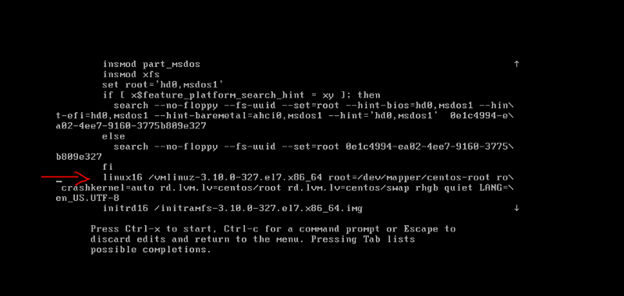 insmod part_msdos
insmod xfs
set root='hd0,msdos1'
if [ x$feature_platform_search_hint = xy ]; then
search --no-floppy --fs-uuid --set=root --hint-bios=hd0,msdos1 --hin\
t-efi=hd0,msdos1 --hint-baremetal=ahci0,msdos1 --hint='hd0,msdos1'  0e1c4994-e\
a02-4ee7-9160-3775b809e327
else
search --no-floppy --fs-uuid --set=root 0e1c4994-ea02-4ee7-9160-3775\
b809e327
fi
linux16 /vmlinuz-3.10.0-327.el7.x86_64 root=/dev/mapper/centos-root ro\
crashkernel=auto rd.lvm.lv=centos/root rd.lvm.lv=centos/swap rhgb quiet LANG=\
en_US.UTF-8
initrd16 /initramfs-3.10.0-327.el7.x86_64.img
Press Ctrl-x to start, Ctrl-c for a command prompt or Escape to
discard edits and return to the menu. Pressing Tab lists
possible completions.